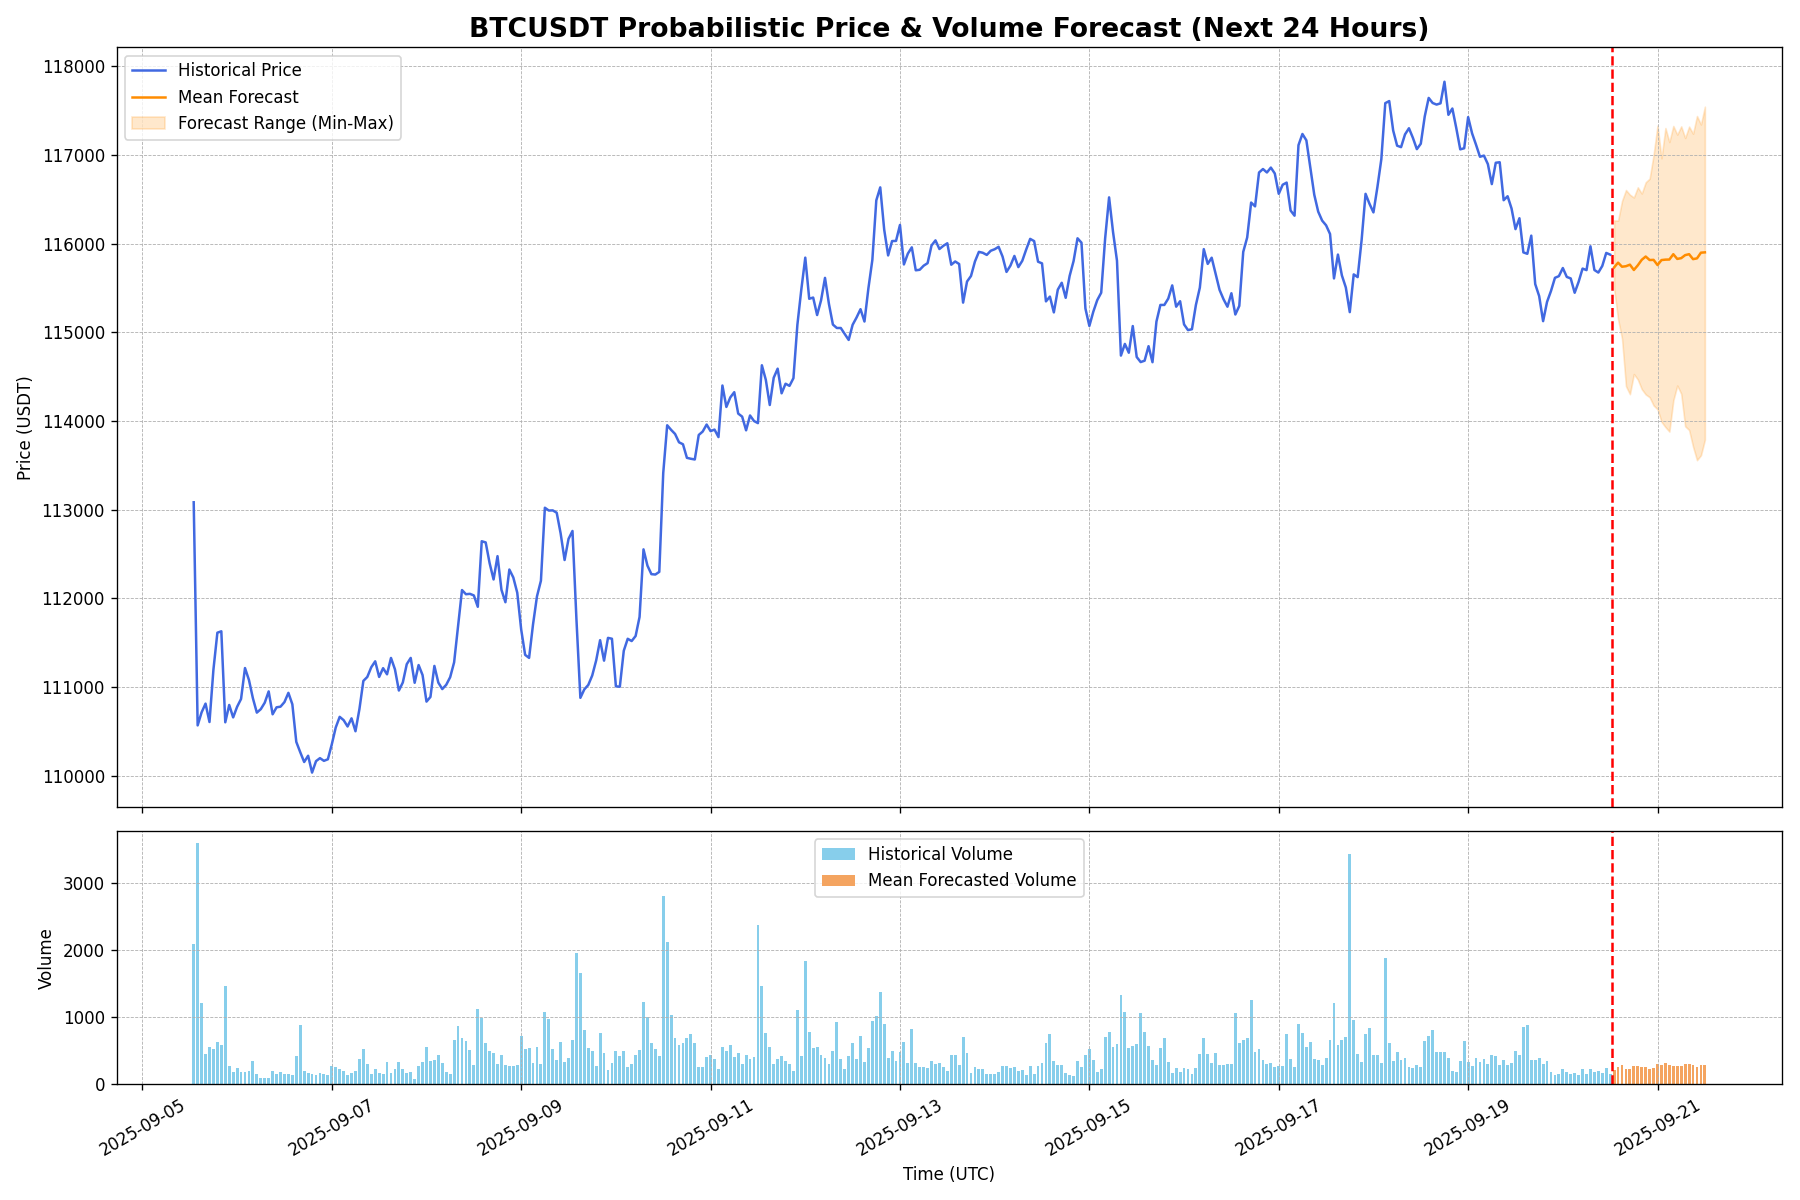 BTCUSDT Probabilistic Price & Volume Forecast (Next 24 Hours)
Historical Price
Mean Forecast
Forecast Range (Min-Max)
118000
117000
116000
115000
114000
113000
112000
111000
110000
Price (USDT)
Historical Volume
Mean Forecasted Volume
3000
2000
1000
0
Volume
2025-09-05
2025-09-07
2025-09-09
2025-09-11
2025-09-13
2025-09-15
2025-09-17
2025-09-19
2025-09-21
Time (UTC)